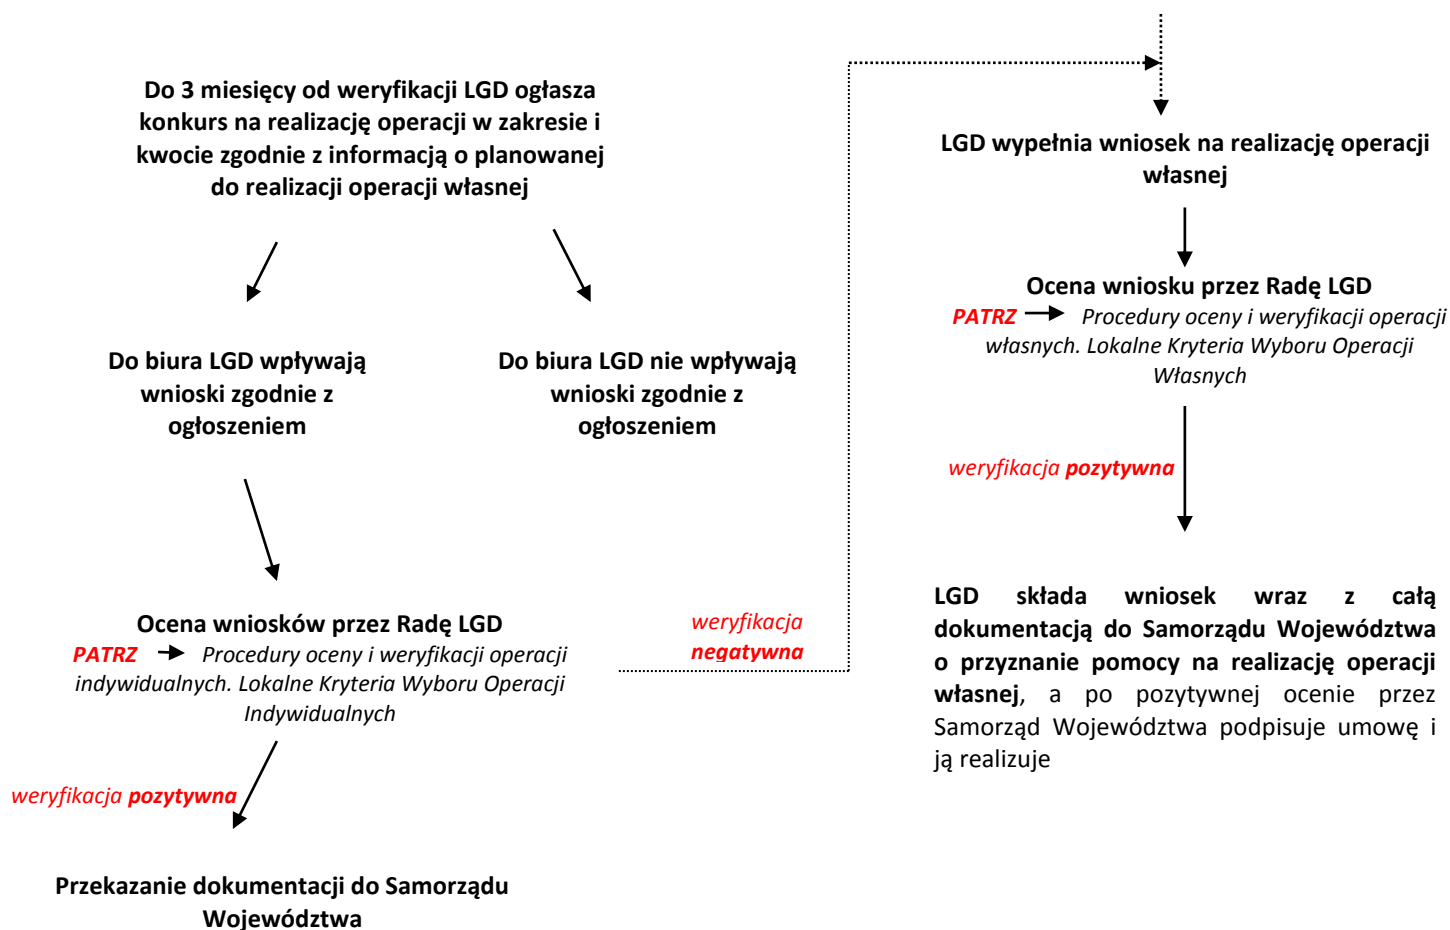 Do 3 miesięcy od weryfikacji LGD ogłasza
konkurs na realizację operacji w zakresie i
kwocie zgodnie z informacją o planowanej
do realizacji operacji własnej
Do biura LGD wpływają
wnioski zgodnie z
ogłoszeniem
Do biura LGD nie wpływają
wnioski zgodnie z
ogłoszeniem
Ocena wniosków przez Radę LGD
PATRZ Procedury oceny i weryfikacji operacji
indywidualnych. Lokalne Kryteria Wyboru Operacji
Indywidualnych
weryfikacja
negatywna
weryfikacja pozytywna
Przekazanie dokumentacji do Samorządu
Województwa
LGD wypełnia wniosek na realizację operacji
własnej
Ocena wniosku przez Radę LGD
PATRZ Procedury oceny i weryfikacji operacji
własnych. Lokalne Kryteria Wyboru Operacji
Własnych
weryfikacja pozytywna
LGD składa wniosek wraz z całą
dokumentacją do Samorządu Województwa
o przyznanie pomocy na realizację operacji
własnej, a po pozytywnej ocenie przez
Samorząd Województwa podpisuje umowę i
ją realizuje